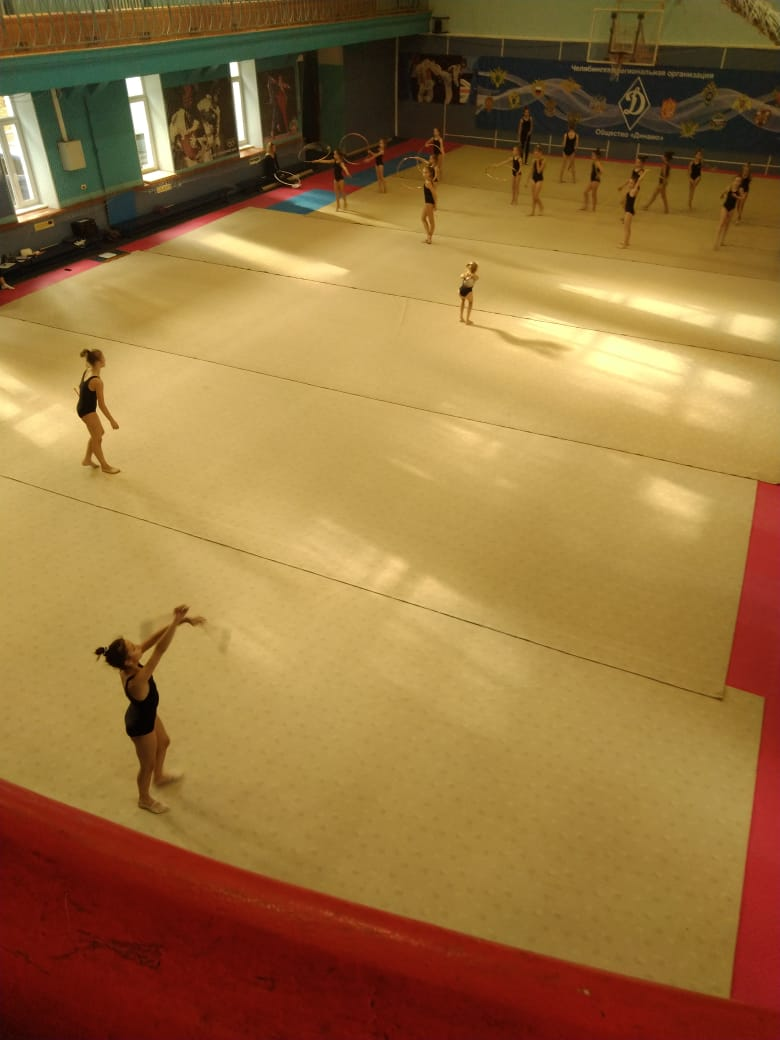 Челябинская региональная организация
Д
Общество «Динамо»